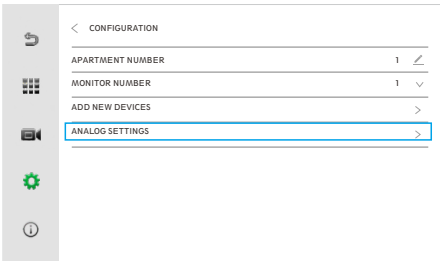 CONFIGURATION
APARTMENT NUMBER 1
MONITOR NUMBER 1
ADD NEW DEVICES
ANALOG SETTINGS